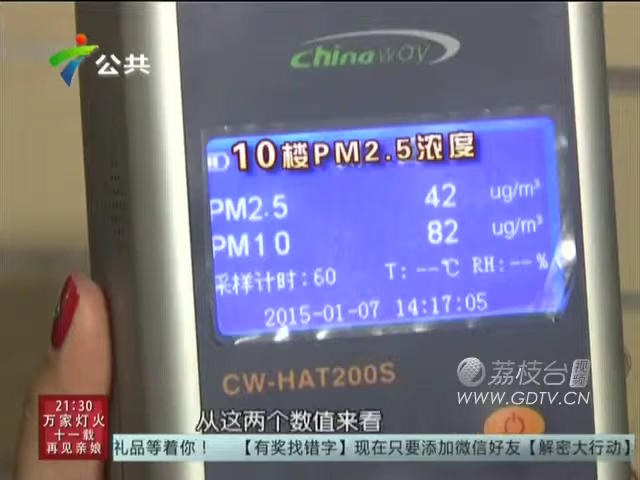 公共
chinaway
10楼PM2.5浓度
PM2.5 42 ug/m³
PM10 82 ug/m³
采样计时:60 T:--℃ RH:--%
2015-01-07 14:17:05
CW-HAT200S
荔枝台 视频
WWW.GDTV.CN
从这两个数值来看
21:30
万家灯火
十一载
再见亲娘
礼品等着你! 【有奖找错字】现在只要添加微信好友【解密大行动】